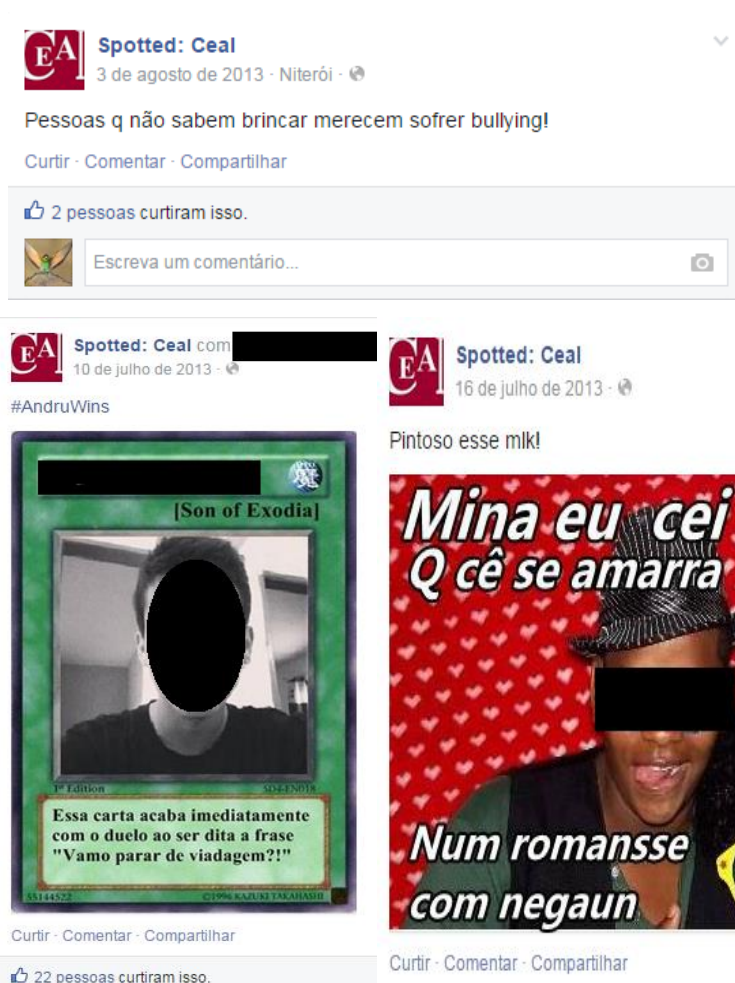 CEAL
Spotted: Ceal
3 de agosto de 2013 · Niterói ·
Pessoas q não sabem brincar merecem sofrer bullying!
Curtir · Comentar · Compartilhar
2 pessoas curtiram isso.
Escreva um comentário...
CEAL
Spotted: Ceal com
10 de julho de 2013 ·
#AndruWins
[Son of Exodia]
1st Edition
SD4-EN018
Essa carta acaba imediatamente
com o duelo ao ser dita a frase
"Vamo parar de viadagem?!"
55144522
©1996 KAZUKI TAKAHASHI
Curtir · Comentar · Compartilhar
22 pessoas curtiram isso.
CEAL
Spotted: Ceal
16 de julho de 2013 ·
Pintoso esse mlk!
Mina eu cei
Q cê se amarra
Num romansse
com negaun
Curtir · Comentar · Compartilhar